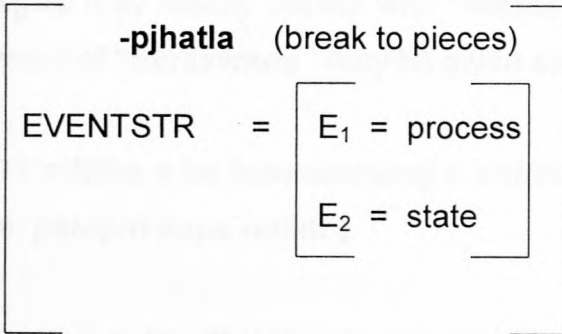 -pjhatla (break to pieces)
EVENTSTR = E₁ = process
E₂ = state